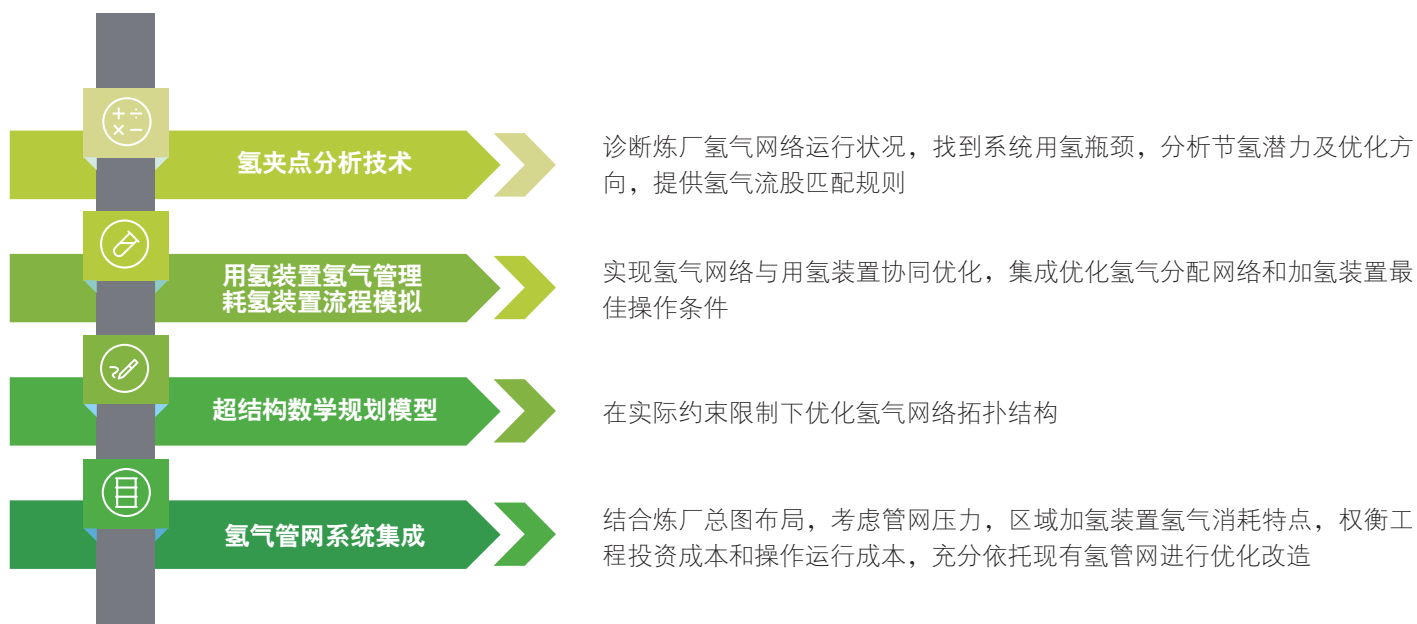 氢夹点分析技术
诊断炼厂氢气网络运行状况，找到系统用氢瓶颈，分析节氢潜力及优化方
向，提供氢气流股匹配规则
用氢装置氢气管理
耗氢装置流程模拟
实现氢气网络与用氢装置协同优化，集成优化氢气分配网络和加氢装置最
佳操作条件
超结构数学规划模型
在实际约束限制下优化氢气网络拓扑结构
氢气管网系统集成
结合炼厂总图布局，考虑管网压力，区域加氢装置氢气消耗特点，权衡工
程投资成本和操作运行成本，充分依托现有氢管网进行优化改造